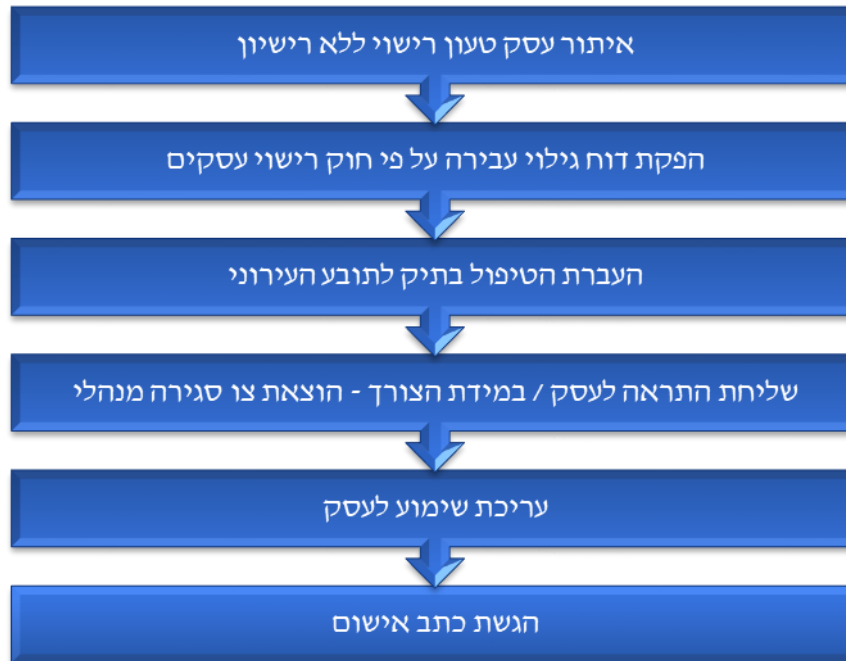 איתור עסק טעון רישוי ללא רישיון
הפקת דוח גילוי עבירה על פי חוק רישוי עסקים
העברת הטיפול בתיק לתובע העירוני
שליחת התראה לעסק / במידת הצורך - הוצאת צו סגירה מנהלי
עריכת שימוע לעסק
הגשת כתב אישום